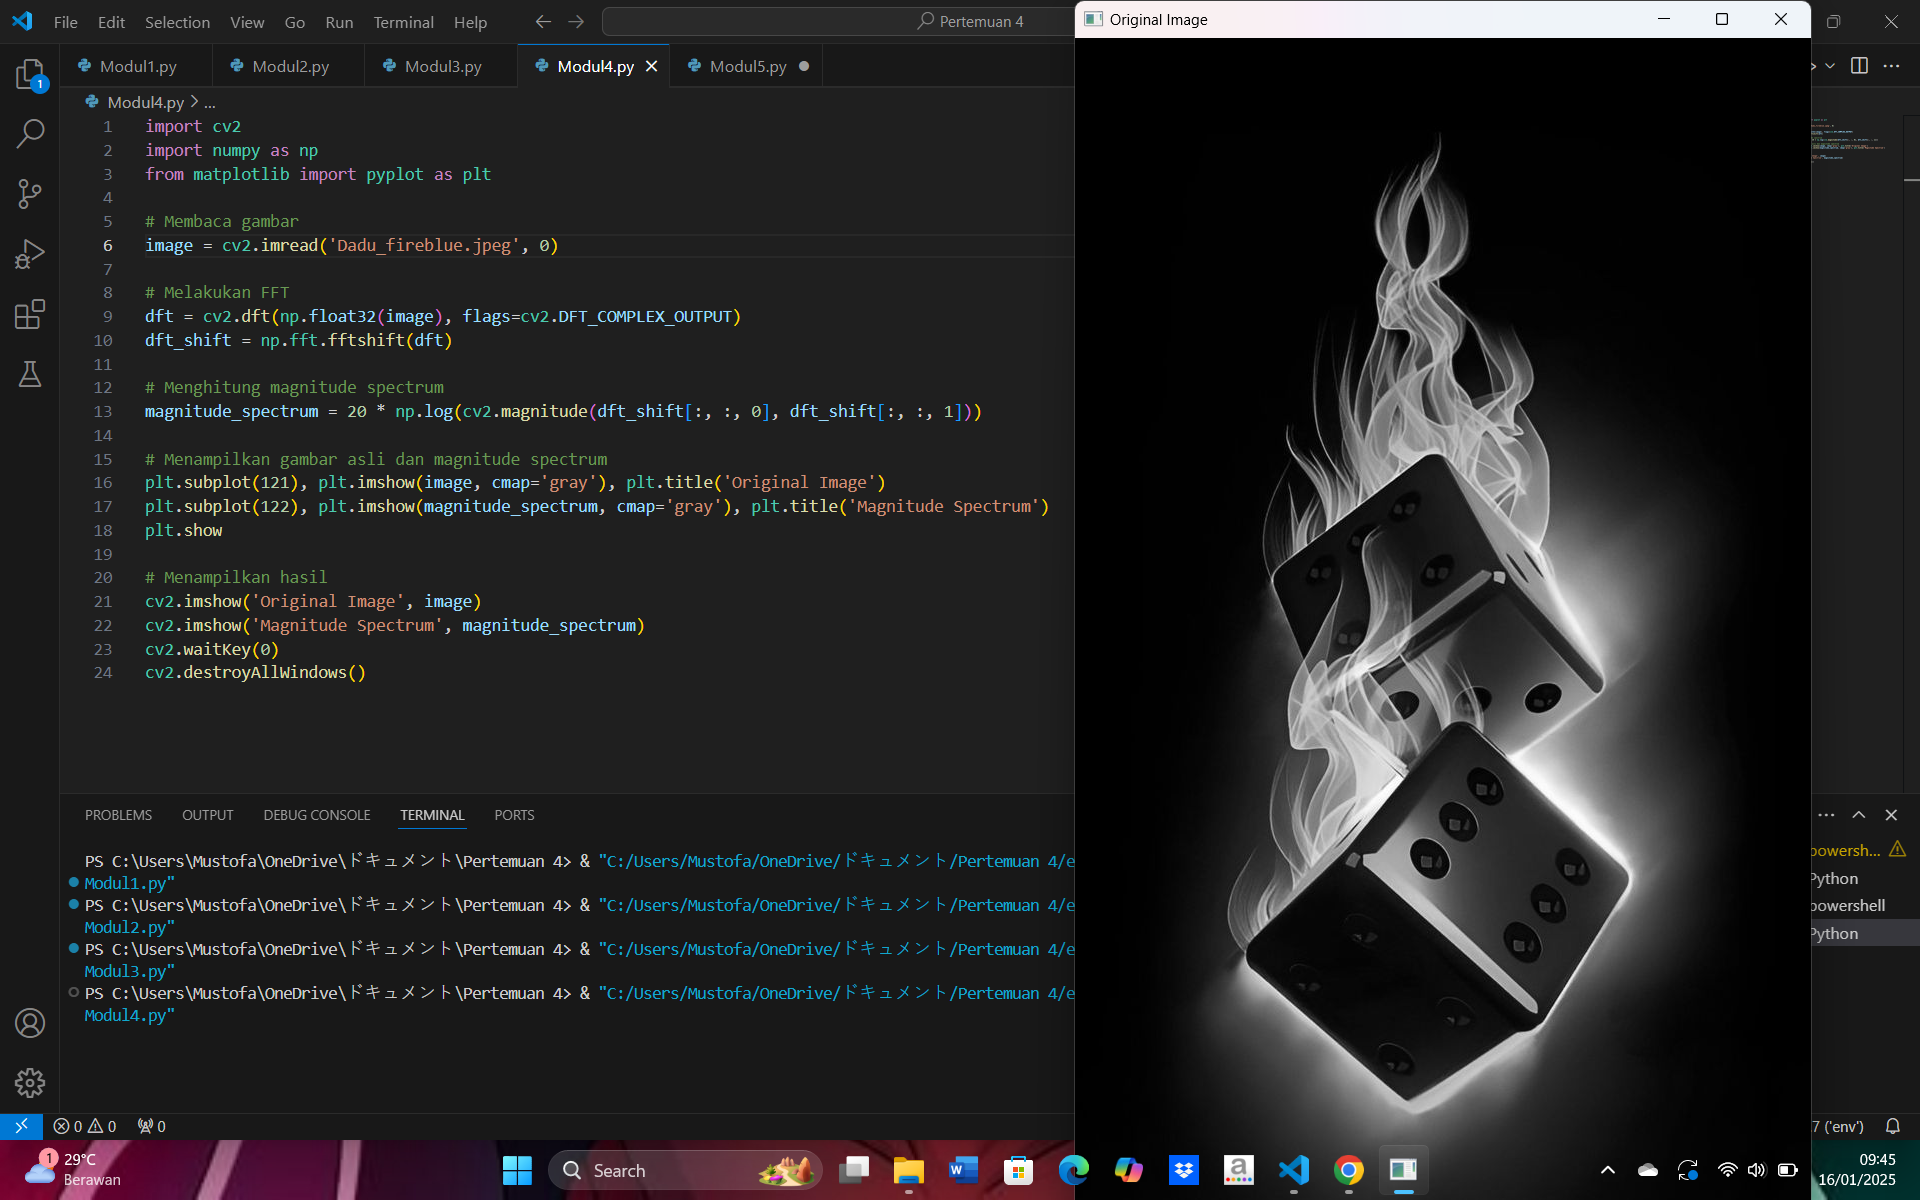 File Edit Selection View Go Run Terminal Help
Pertemuan 4
Original Image
Modul1.py
Modul2.py
Modul3.py
Modul4.py
Modul5.py
Modul4.py > ...
1 import cv2
2 import numpy as np
3 from matplotlib import pyplot as plt
4
5 # Membaca gambar
6 image = cv2.imread('Dadu_fireblue.jpeg', 0)
7
8 # Melakukan FFT
9 dft = cv2.dft(np.float32(image), flags=cv2.DFT_COMPLEX_OUTPUT)
10 dft_shift = np.fft.fftshift(dft)
11
12 # Menghitung magnitude spectrum
13 magnitude_spectrum = 20 * np.log(cv2.magnitude(dft_shift[:, :, 0], dft_shift[:, :, 1]))
14
15 # Menampilkan gambar asli dan magnitude spectrum
16 plt.subplot(121), plt.imshow(image, cmap='gray'), plt.title('Original Image')
17 plt.subplot(122), plt.imshow(magnitude_spectrum, cmap='gray'), plt.title('Magnitude Spectrum')
18 plt.show
19
20 # Menampilkan hasil
21 cv2.imshow('Original Image', image)
22 cv2.imshow('Magnitude Spectrum', magnitude_spectrum)
23 cv2.waitKey(0)
24 cv2.destroyAllWindows()
1
PROBLEMS OUTPUT DEBUG CONSOLE TERMINAL PORTS
PS C:\Users\Mustofa\OneDrive\ドキュメント\Pertemuan 4> & "C:/Users/Mustofa/OneDrive/ドキュメント/Pertemuan 4/e
Modul1.py"
PS C:\Users\Mustofa\OneDrive\ドキュメント\Pertemuan 4> & "C:/Users/Mustofa/OneDrive/ドキュメント/Pertemuan 4/e
Modul2.py"
PS C:\Users\Mustofa\OneDrive\ドキュメント\Pertemuan 4> & "C:/Users/Mustofa/OneDrive/ドキュメント/Pertemuan 4/e
Modul3.py"
PS C:\Users\Mustofa\OneDrive\ドキュメント\Pertemuan 4> & "C:/Users/Mustofa/OneDrive/ドキュメント/Pertemuan 4/e
Modul4.py"
powersh...
Python
powershell
Python
0 0 0
7 ('env')
1
29°C
Berawan
Search
09:45
16/01/2025